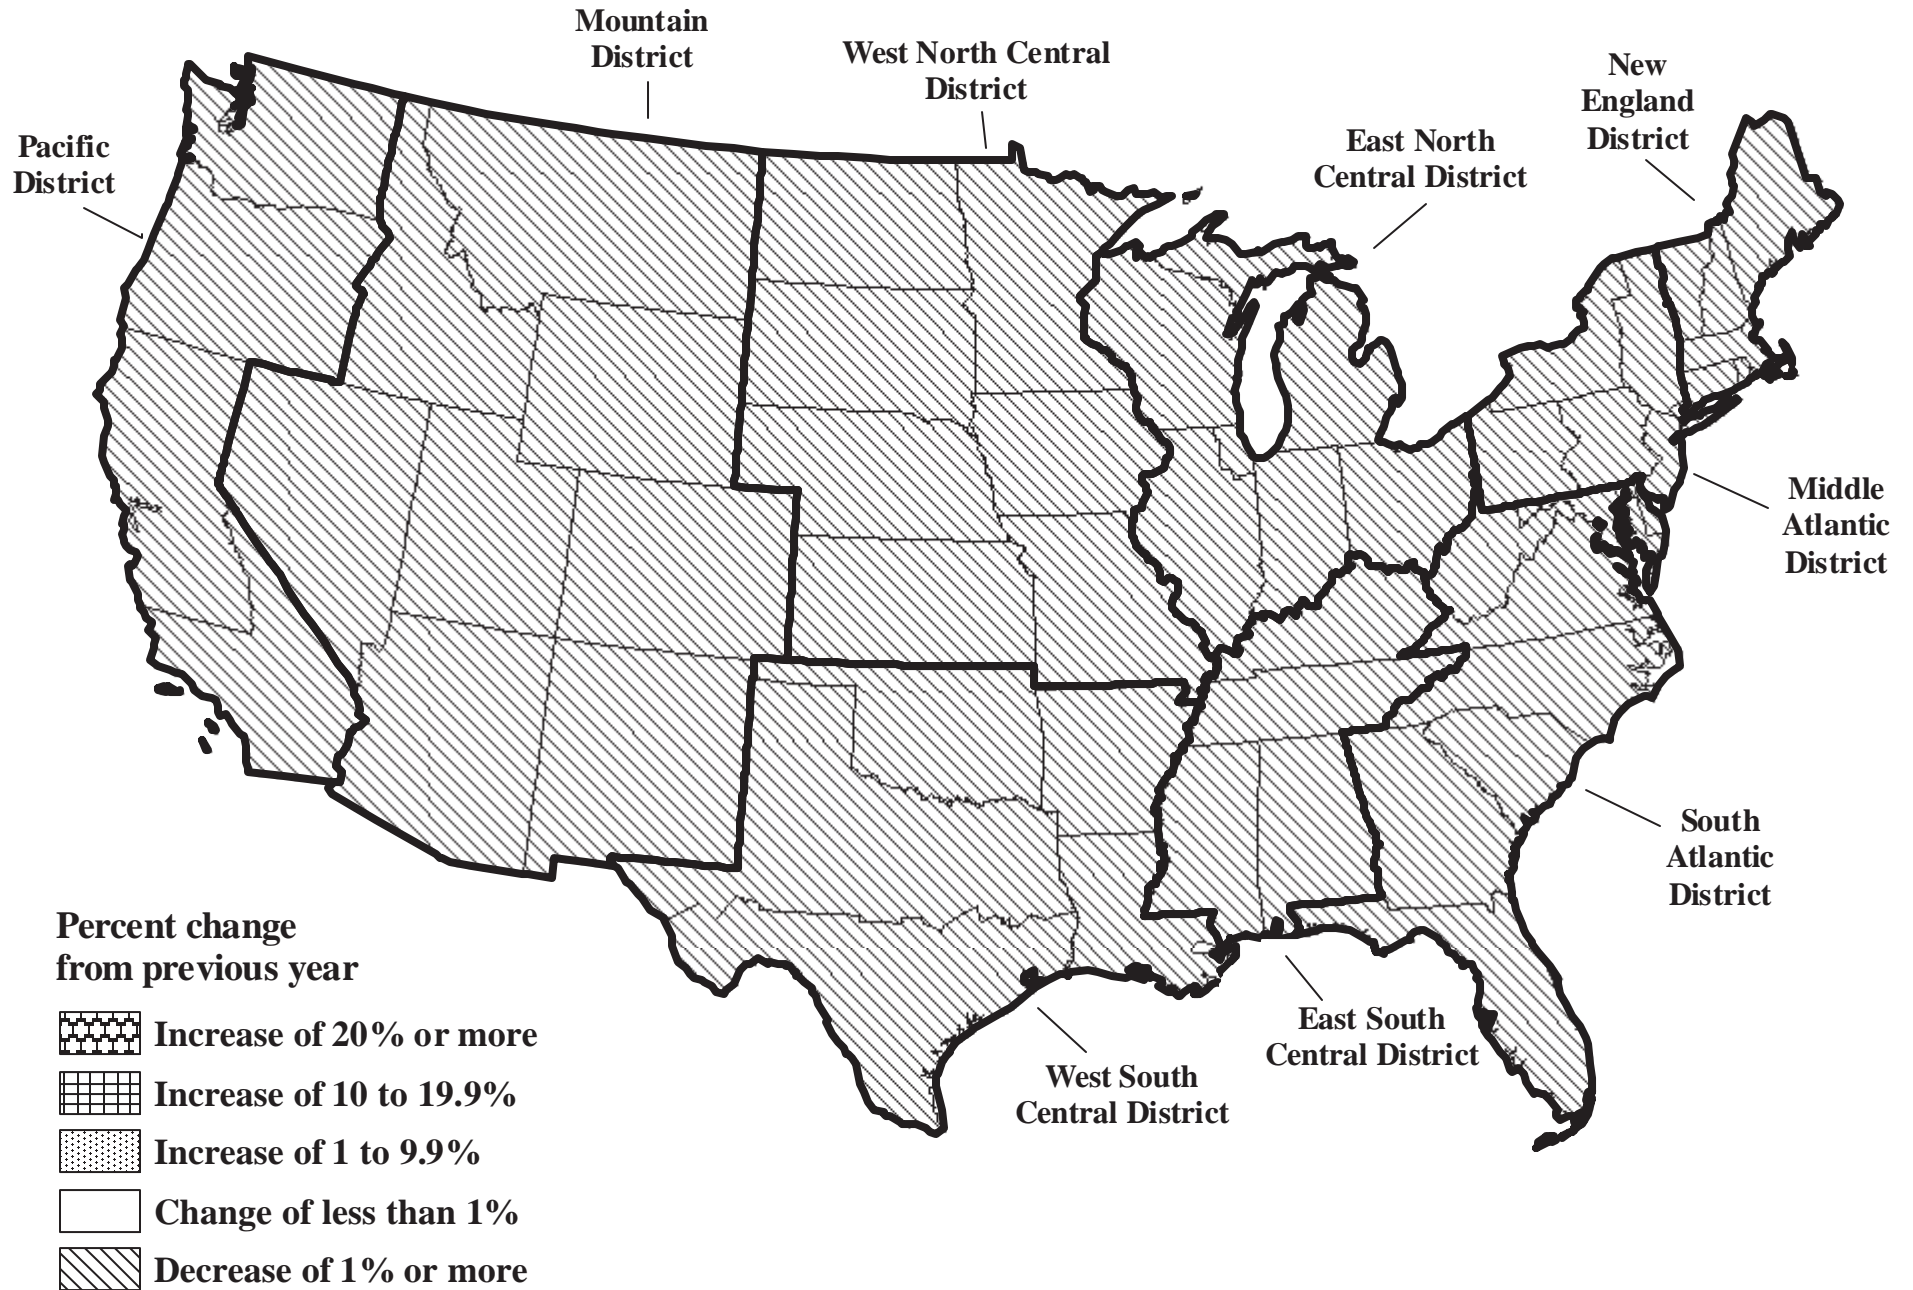 Mountain
District
West North Central
District
New
England
District
East North
Central District
Pacific
District
Middle
Atlantic
District
South
Atlantic
District
East South
Central District
West South
Central District
Percent change
from previous year
Increase of 20% or more
Increase of 10 to 19.9%
Increase of 1 to 9.9%
Change of less than 1%
Decrease of 1% or more